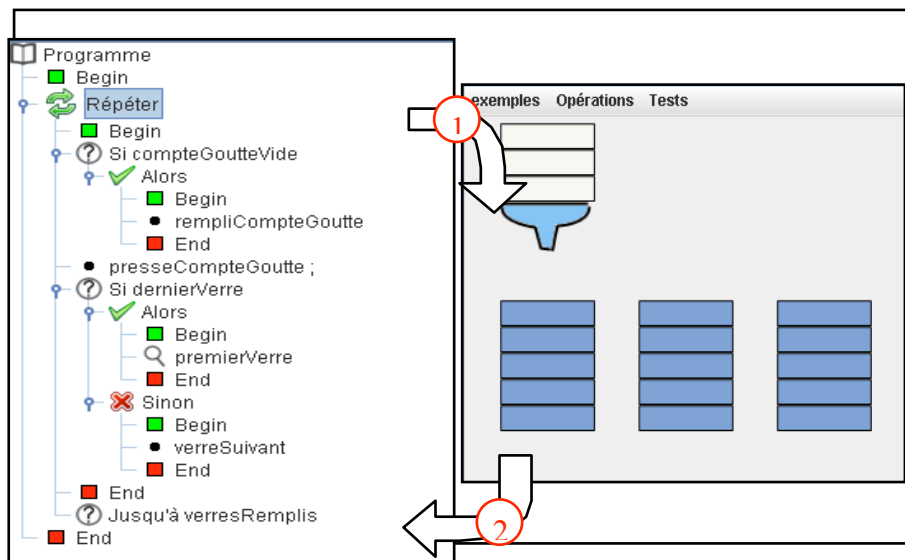 Programme
Begin
Répéter
Begin
Si compteGoutteVide
Alors
Begin
rempliCompteGoutte
End
presseCompteGoutte ;
Si dernierVerre
Alors
Begin
premierVerre
End
Sinon
Begin
verreSuivant
End
End
Jusqu'à verresRemplis
End
1
exemples Opérations Tests
2